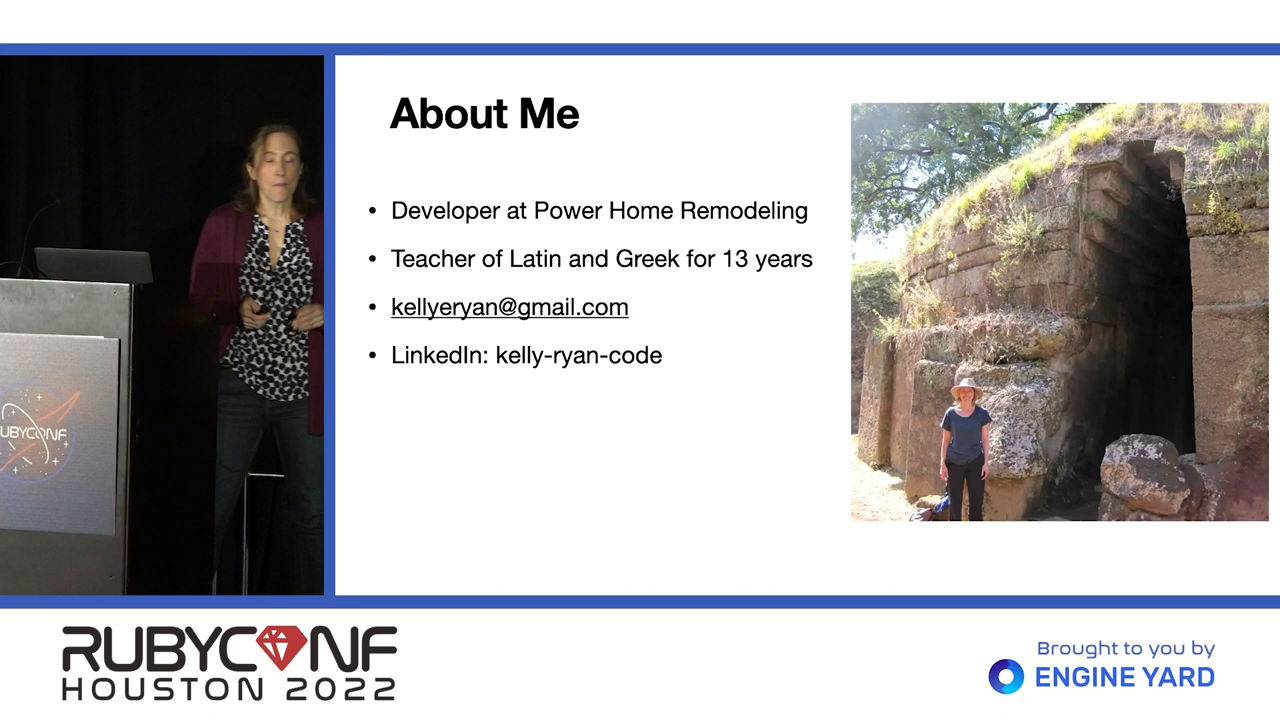 About Me
• Developer at Power Home Remodeling
• Teacher of Latin and Greek for 13 years
• kellyeryan@gmail.com
• LinkedIn: kelly-ryan-code
UBYCONF
RUBYCONF
HOUSTON 2022
Brought to you by
ENGINE YARD